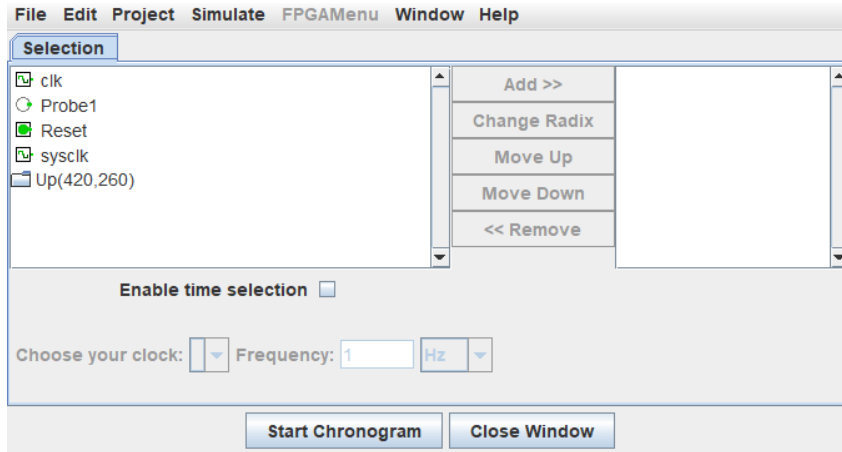 File Edit Project Simulate FPGAMenu Window Help
Selection
clk
Probe1
Reset
sysclk
Up(420,260)
Add >>
Change Radix
Move Up
Move Down
<< Remove
Enable time selection
Choose your clock: Frequency: 1 Hz
Start Chronogram Close Window